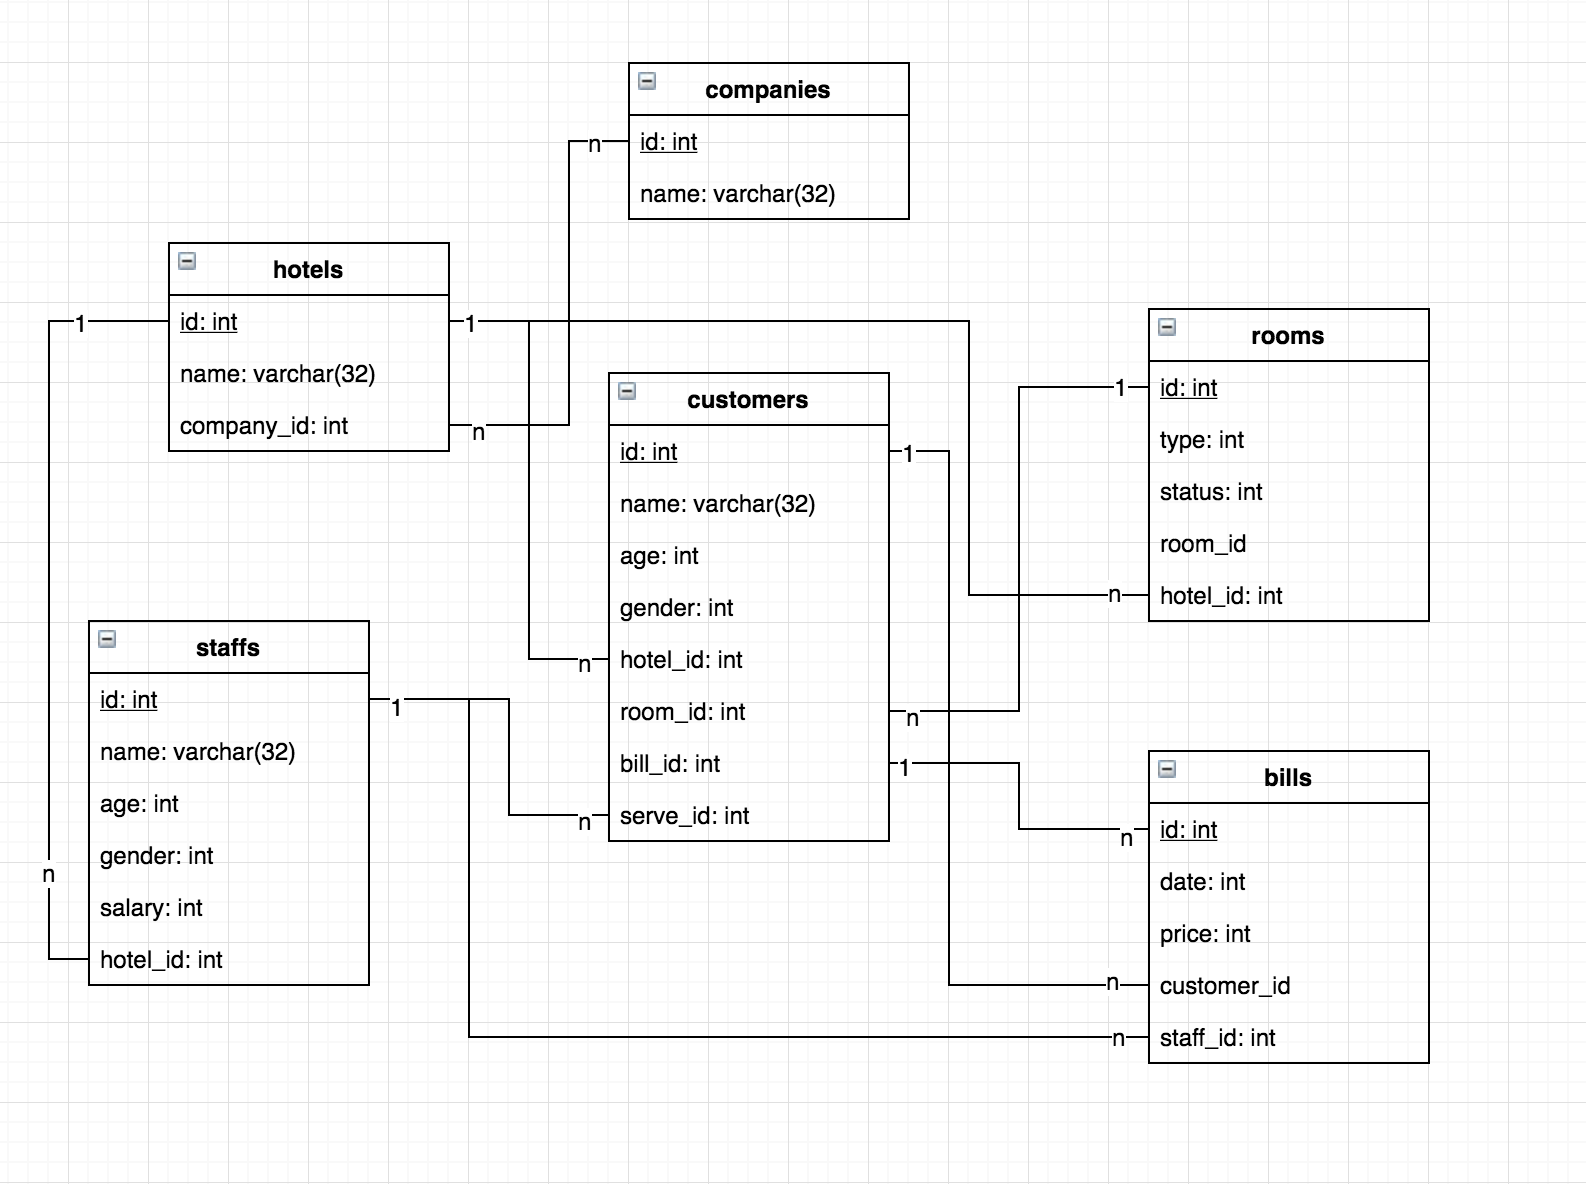 companies
id: int
name: varchar(32)
n
hotels
id: int
name: varchar(32)
company_id: int
1
1
n
customers
id: int
name: varchar(32)
age: int
gender: int
hotel_id: int
room_id: int
bill_id: int
serve_id: int
1
n
n
1
n
rooms
id: int
type: int
status: int
room_id
hotel_id: int
1
n
staffs
id: int
name: varchar(32)
age: int
gender: int
salary: int
hotel_id: int
1
n
bills
id: int
date: int
price: int
customer_id
staff_id: int
n
n
n